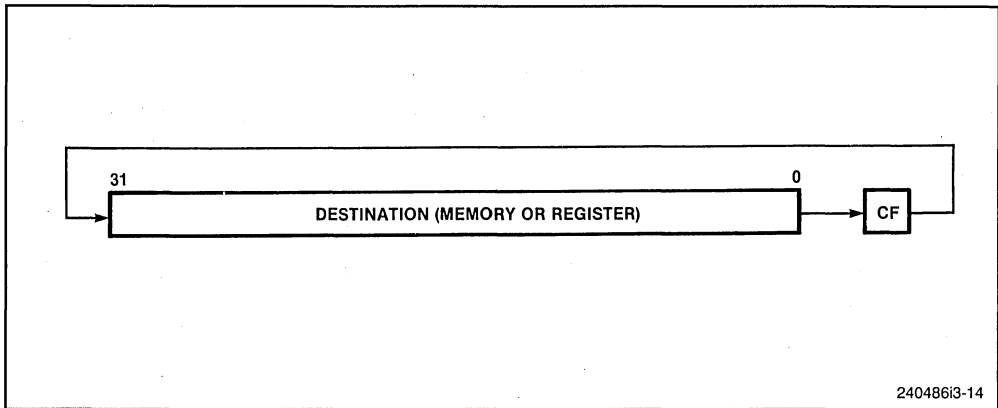 31 0
DESTINATION (MEMORY OR REGISTER) CF
240486i3-14